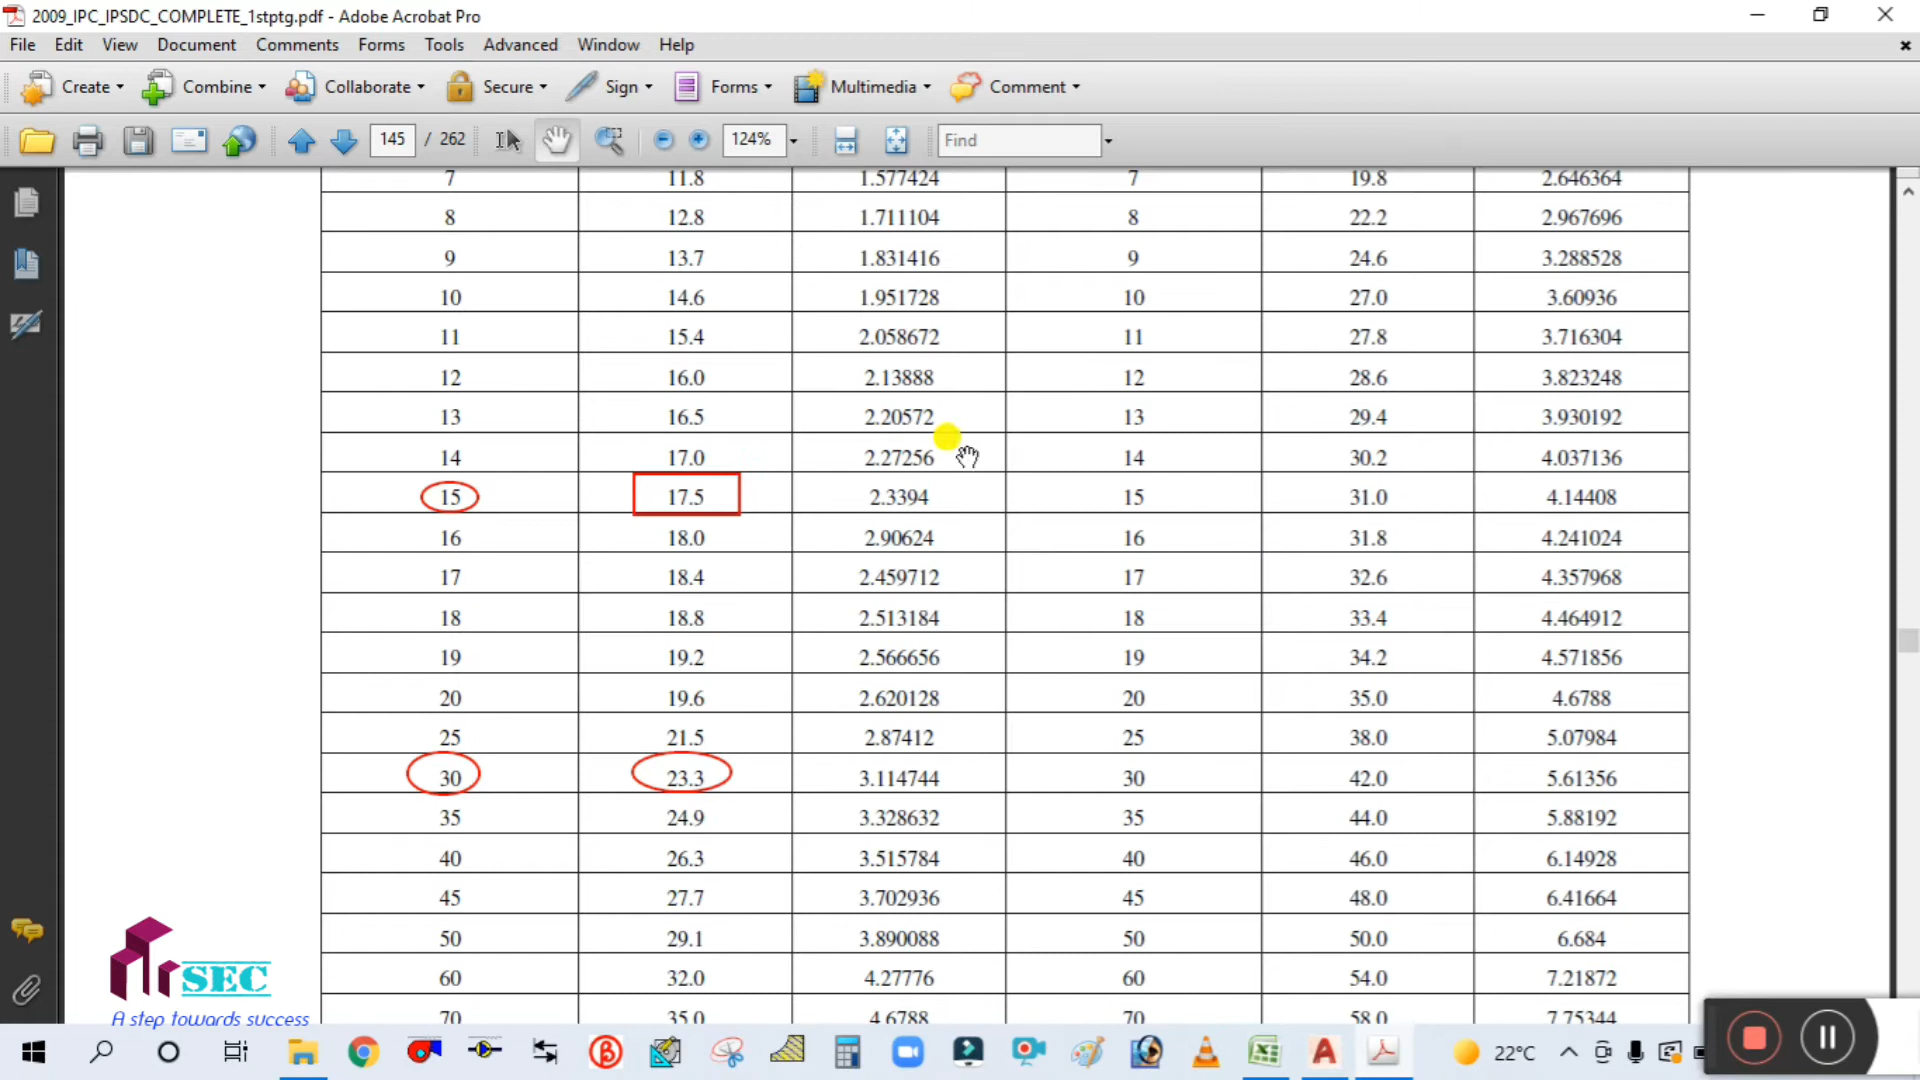 2009_IPC_IPSDC_COMPLETE_1stptg.pdf - Adobe Acrobat Pro
File Edit View Document Comments Forms Tools Advanced Window Help
Create Combine Collaborate Secure Sign Forms Multimedia Comment
145 / 262 124% Find
7 11.8 1.577424 7 19.8 2.646364
8 12.8 1.711104 8 22.2 2.967696
9 13.7 1.831416 9 24.6 3.288528
10 14.6 1.951728 10 27.0 3.60936
11 15.4 2.058672 11 27.8 3.716304
12 16.0 2.13888 12 28.6 3.823248
13 16.5 2.20572 13 29.4 3.930192
14 17.0 2.27256 14 30.2 4.037136
15 17.5 2.3394 15 31.0 4.14408
16 18.0 2.90624 16 31.8 4.241024
17 18.4 2.459712 17 32.6 4.357968
18 18.8 2.513184 18 33.4 4.464912
19 19.2 2.566656 19 34.2 4.571856
20 19.6 2.620128 20 35.0 4.6788
25 21.5 2.87412 25 38.0 5.07984
30 23.3 3.114744 30 42.0 5.61356
35 24.9 3.328632 35 44.0 5.88192
40 26.3 3.515784 40 46.0 6.14928
45 27.7 3.702936 45 48.0 6.41664
50 29.1 3.890088 50 50.0 6.684
60 32.0 4.27776 60 54.0 7.21872
70 35.0 4.6788 70 58.0 7.75344
SEC
A step towards success
22°C